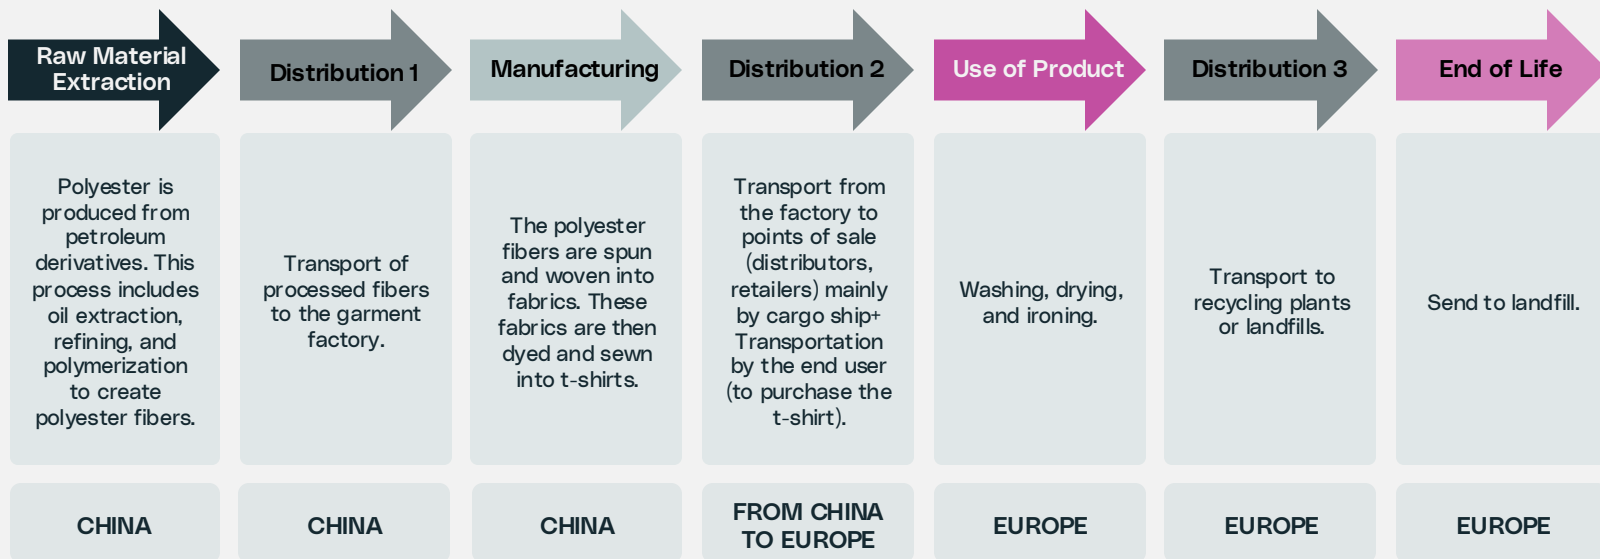 Raw Material
Extraction
Distribution 1
Manufacturing
Distribution 2
Use of Product
Distribution 3
End of Life
Polyester is
produced from
petroleum
derivatives. This
process includes
oil extraction,
refining, and
polymerization
to create
polyester fibers.
Transport of
processed fibers
to the garment
factory.
The polyester
fibers are spun
and woven into
fabrics. These
fabrics are then
dyed and sewn
into t-shirts.
Transport from
the factory to
points of sale
(distributors,
retailers) mainly
by cargo ship+
Transportation
by the end user
(to purchase the
t-shirt).
Washing, drying,
and ironing.
Transport to
recycling plants
or landfills.
Send to landfill.
CHINA
CHINA
CHINA
FROM CHINA
TO EUROPE
EUROPE
EUROPE
EUROPE